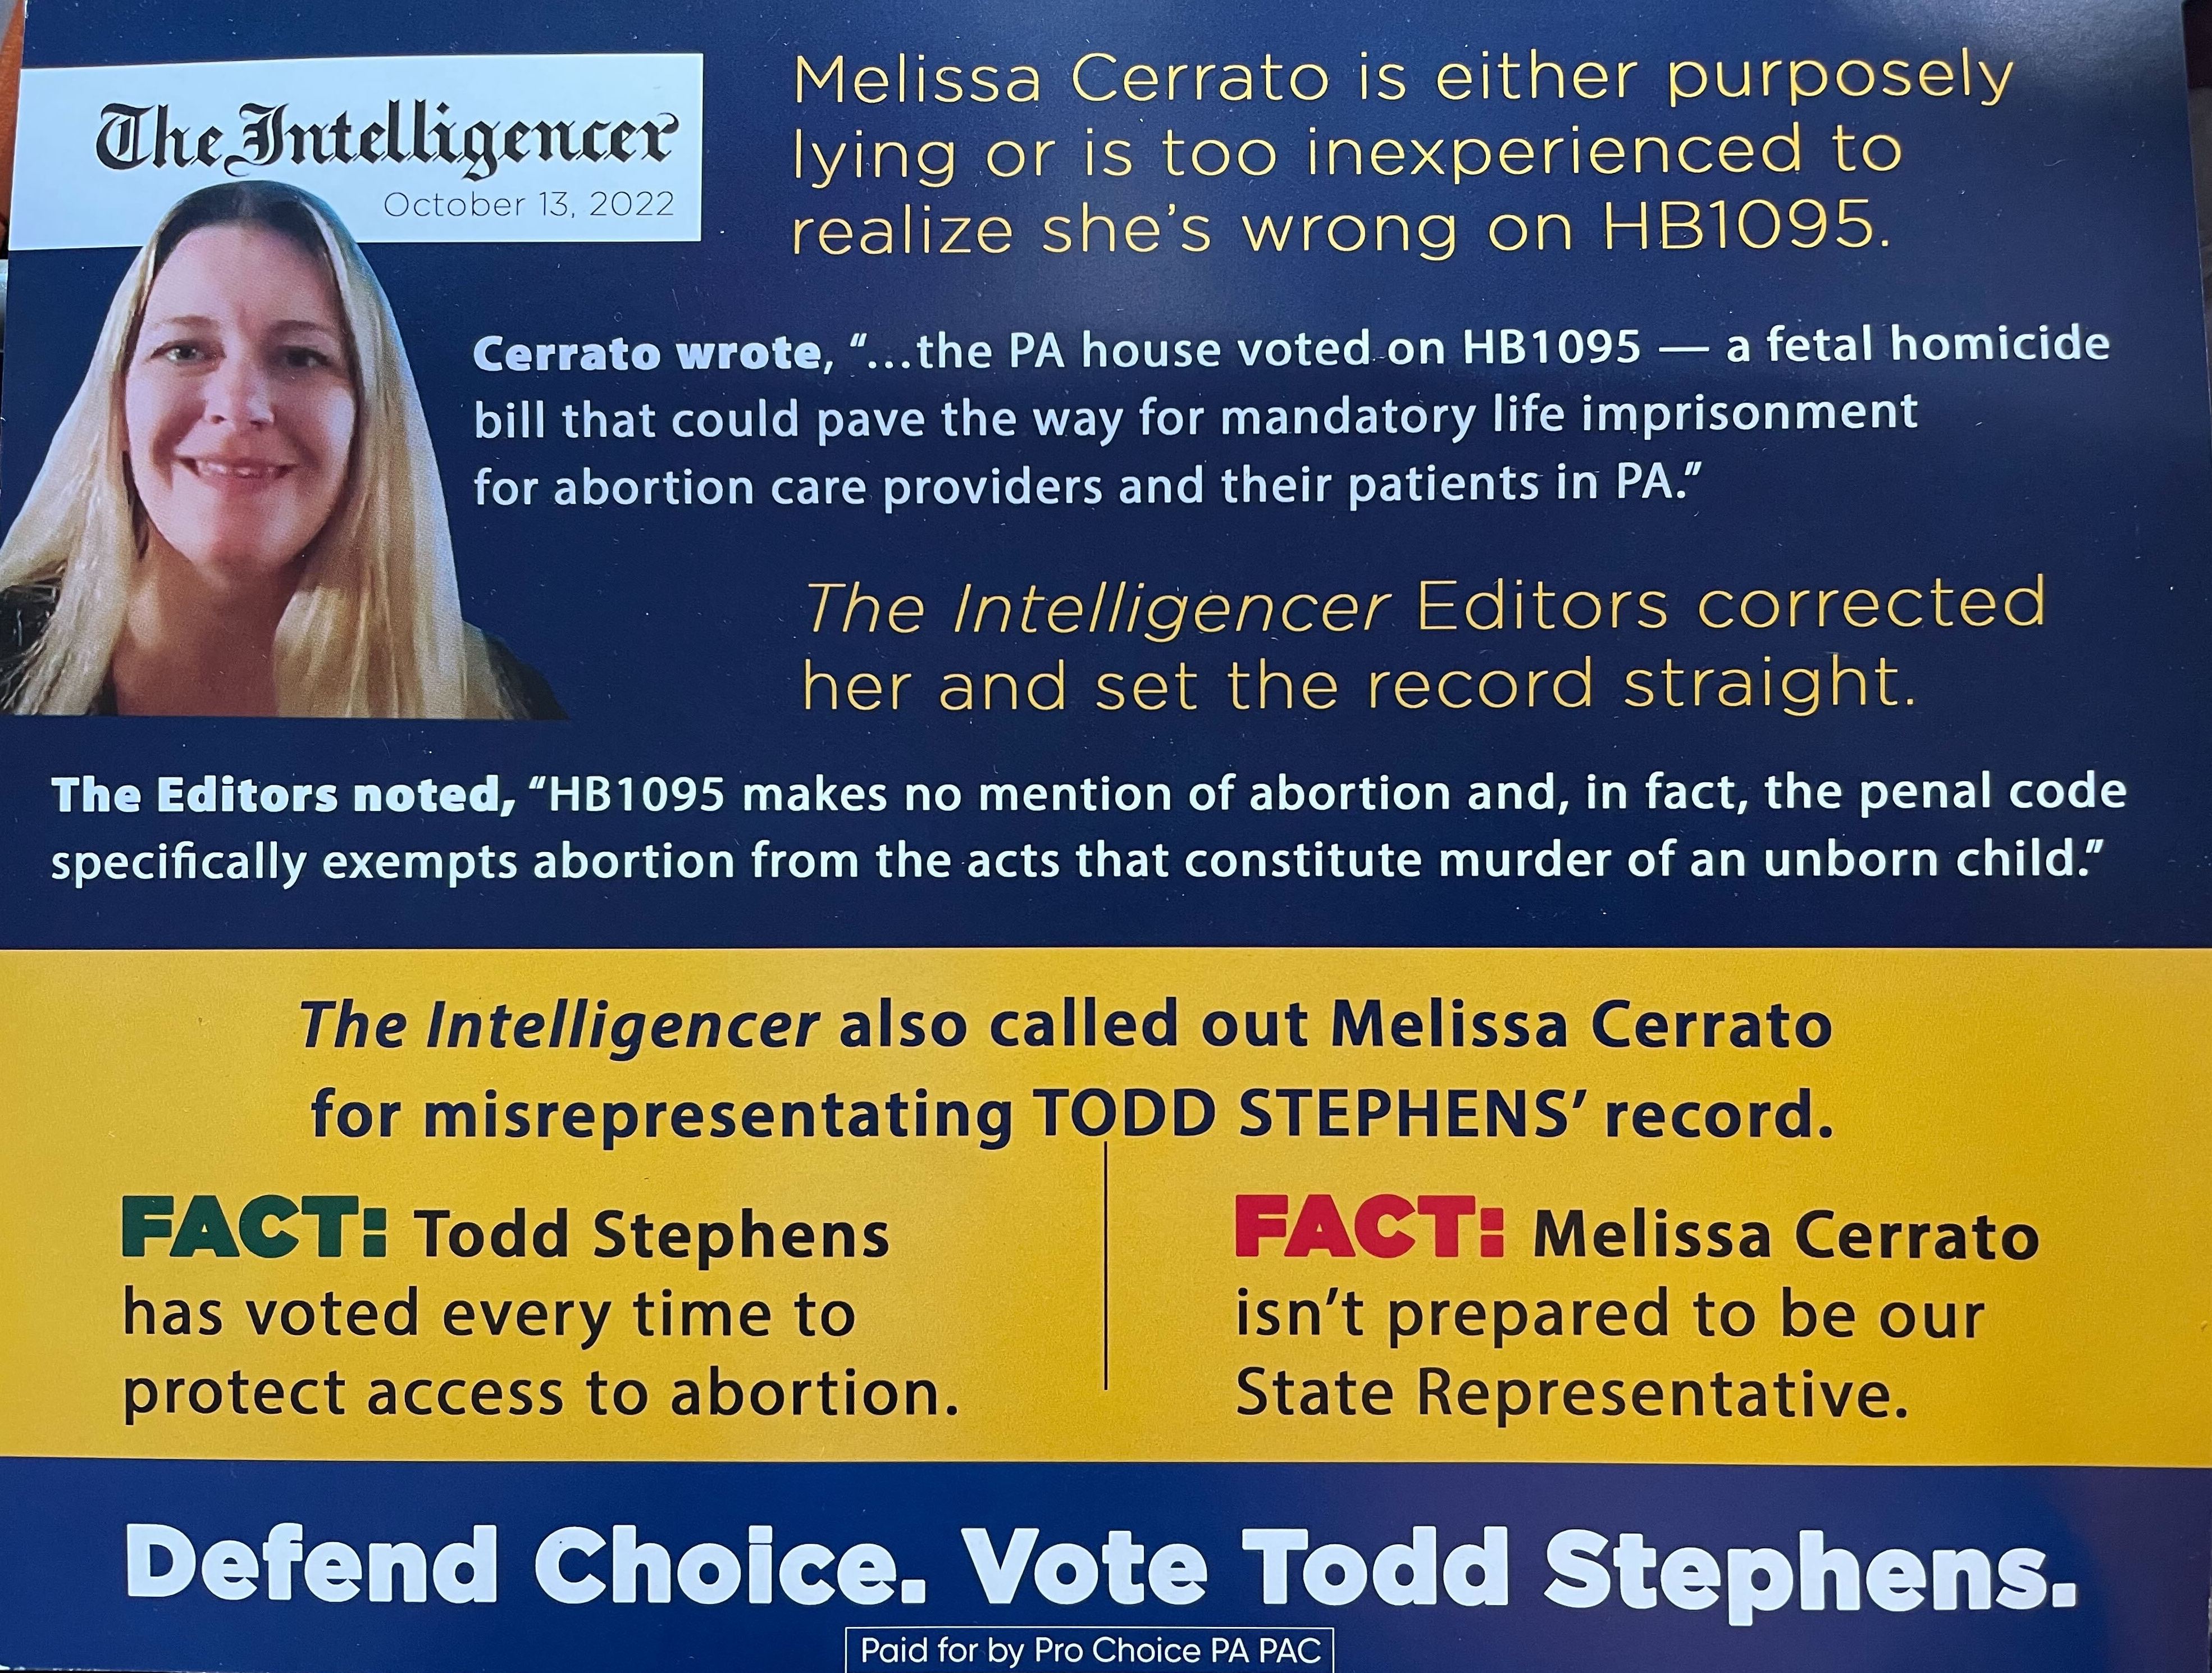 The Intelligencer
October 13, 2022
Melissa Cerrato is either purposely
lying or is too inexperienced to
realize she's wrong on HB1095.
Cerrato wrote, “...the PA house voted on HB1095 — a fetal homicide
bill that could pave the way for mandatory life imprisonment
for abortion care providers and their patients in PA.”
The Intelligencer Editors corrected
her and set the record straight.
The Editors noted, “HB1095 makes no mention of abortion and, in fact, the penal code
specifically exempts abortion from the acts that constitute murder of an unborn child.”
The Intelligencer also called out Melissa Cerrato
for misrepresentating TODD STEPHENS’ record.
FACT: Todd Stephens
has voted every time to
protect access to abortion.
FACT: Melissa Cerrato
isn’t prepared to be our
State Representative.
Defend Choice. Vote Todd Stephens.
Paid for by Pro Choice PA PAC